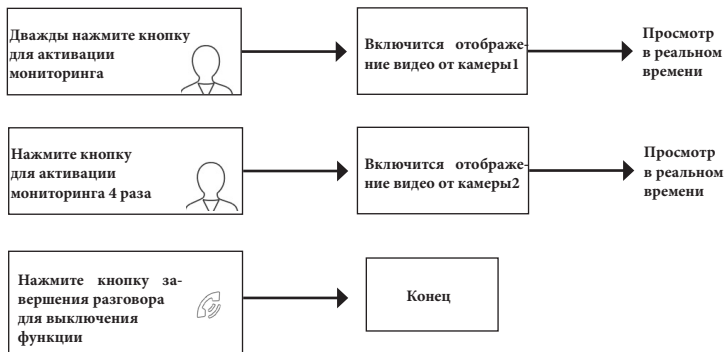 Дважды нажмите кнопку
для активации
мониторинга
Включится отображе-
ние видео от камеры1
Просмотр
в реальном
времени
Нажмите кнопку
для активации
мониторинга 4 раза
Включится отображе-
ние видео от камеры2
Просмотр
в реальном
времени
Нажмите кнопку за-
вершения разговора
для выключения
функции
Конец